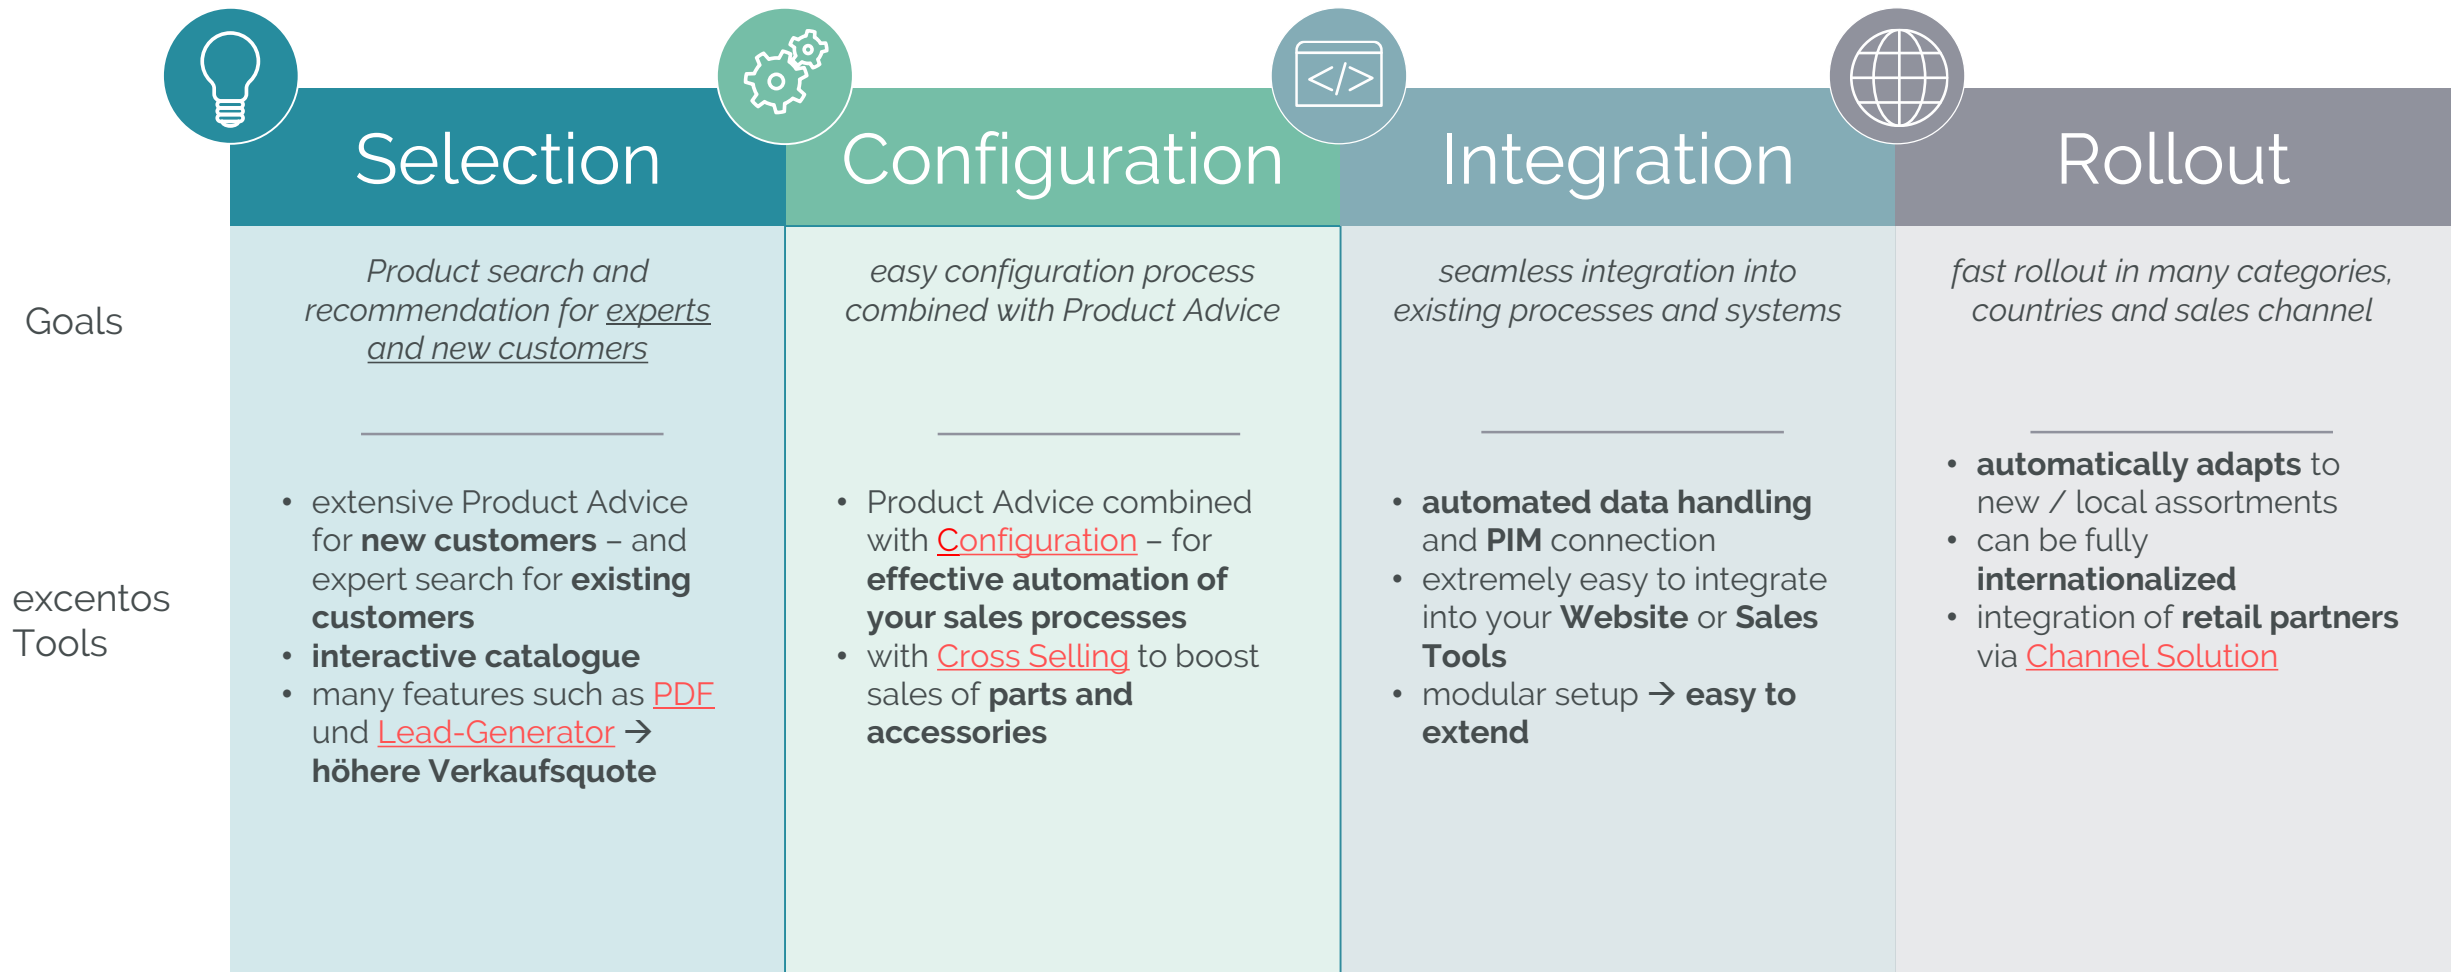 Selection
Configuration
Integration
Rollout
Goals
Product search and
recommendation for experts
and new customers
easy configuration process
combined with Product Advice
seamless integration into
existing processes and systems
fast rollout in many categories,
countries and sales channel
excentos
Tools
• extensive Product Advice
for new customers – and
expert search for existing
customers
• interactive catalogue
• many features such as PDF
und Lead-Generator →
höhere Verkaufsquote
• Product Advice combined
with Configuration – for
effective automation of
your sales processes
• with Cross Selling to boost
sales of parts and
accessories
• automated data handling
and PIM connection
• extremely easy to integrate
into your Website or Sales
Tools
• modular setup → easy to
extend
• automatically adapts to
new / local assortments
• can be fully
internationalized
• integration of retail partners
via Channel Solution